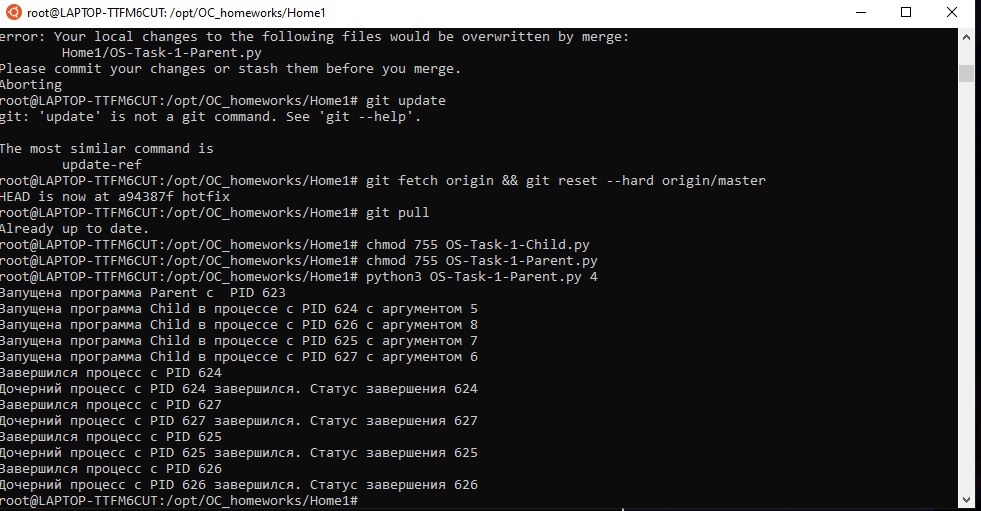 root@LAPTOP-TTFM6CUT: /opt/OC_homeworks/Home1
error: Your local changes to the following files would be overwritten by merge:
Home1/OS-Task-1-Parent.py
Please commit your changes or stash them before you merge.
Aborting
root@LAPTOP-TTFM6CUT:/opt/OC_homeworks/Home1# git update
git: 'update' is not a git command. See 'git --help'.
The most similar command is
update-ref
root@LAPTOP-TTFM6CUT:/opt/OC_homeworks/Home1# git fetch origin && git reset --hard origin/master
HEAD is now at a94387f hotfix
root@LAPTOP-TTFM6CUT:/opt/OC_homeworks/Home1# git pull
Already up to date.
root@LAPTOP-TTFM6CUT:/opt/OC_homeworks/Home1# chmod 755 OS-Task-1-Child.py
root@LAPTOP-TTFM6CUT:/opt/OC_homeworks/Home1# chmod 755 OS-Task-1-Parent.py
root@LAPTOP-TTFM6CUT:/opt/OC_homeworks/Home1# python3 OS-Task-1-Parent.py 4
Запущена программа Parent с  PID 623
Запущена программа Child в процессе с PID 624 с аргументом 5
Запущена программа Child в процессе с PID 626 с аргументом 8
Запущена программа Child в процессе с PID 625 с аргументом 7
Запущена программа Child в процессе с PID 627 с аргументом 6
Завершился процесс с PID 624
Дочерний процесс с PID 624 завершился. Статус завершения 624
Завершился процесс с PID 627
Дочерний процесс с PID 627 завершился. Статус завершения 627
Завершился процесс с PID 625
Дочерний процесс с PID 625 завершился. Статус завершения 625
Завершился процесс с PID 626
Дочерний процесс с PID 626 завершился. Статус завершения 626
root@LAPTOP-TTFM6CUT:/opt/OC_homeworks/Home1#